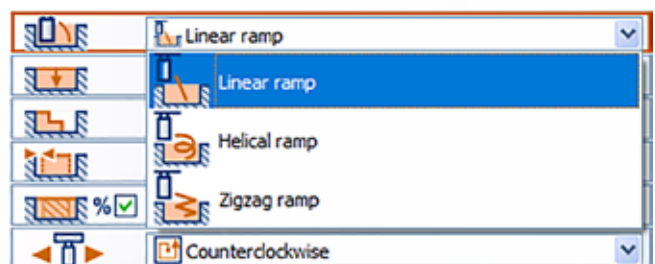 Linear ramp
Linear ramp
Helical ramp
Zigzag ramp
%
Counterclockwise